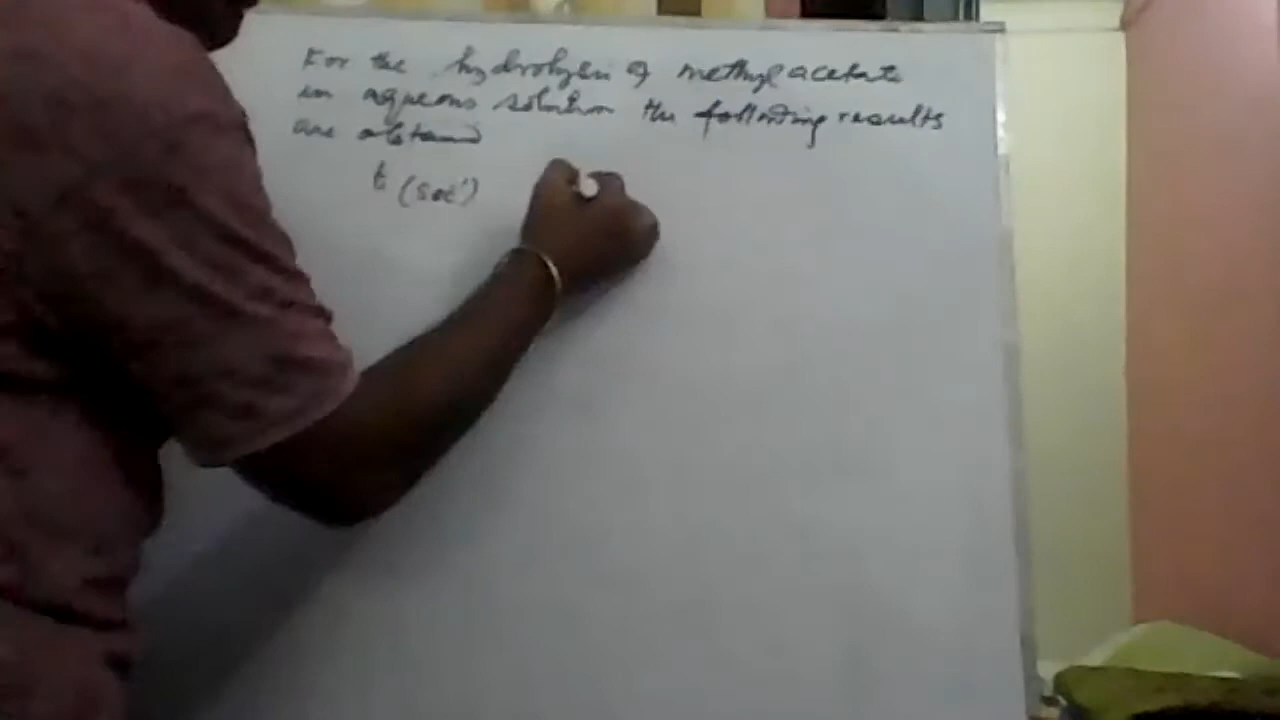 For the hydrolysis of methyl acetate
in aqueous solution the following results
are obtained
t (sec)